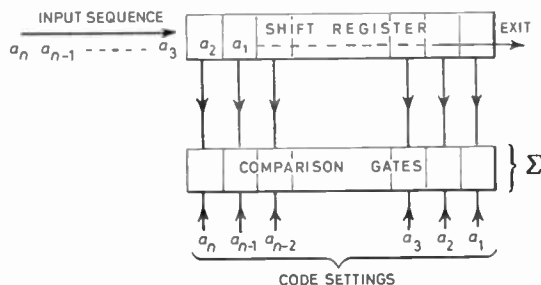 INPUT SEQUENCE
SHIFT REGISTER
EXIT
aₙ aₙ₋₁ a₃ a₂ a₁
COMPARISON GATES
Σ
aₙ aₙ₋₁ aₙ₋₂ a₃ a₂ a₁
CODE SETTINGS